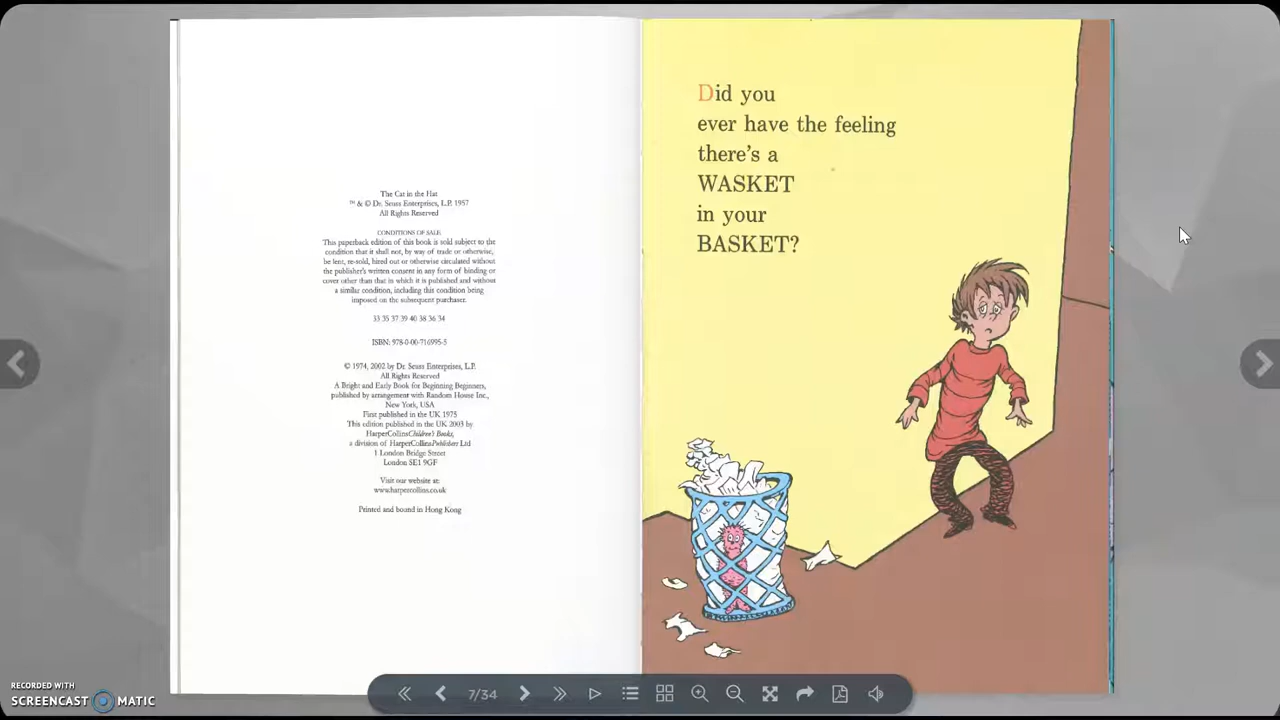 The Cat in the Hat
™ & © Dr. Seuss Enterprises, L.P. 1957
All Rights Reserved
CONDITIONS OF SALE
This paperback edition of this book is sold subject to the
condition that it shall not, by way of trade or otherwise,
be lent, re-sold, hired out or otherwise circulated without
the publisher's written consent in any form of binding or
cover other than that in which it is published and without
a similar condition, including this condition being
imposed on the subsequent purchaser.
33 35 37 39 40 38 36 34
ISBN: 978-0-00-716995-5
© 1974, 2002 by Dr. Seuss Enterprises, L.P.
All Rights Reserved
A Bright and Early Book for Beginning Beginners,
published by arrangement with Random House Inc.,
New York, USA
First published in the UK 1975
This edition published in the UK 2003 by
HarperCollinsChildren's Books,
a division of HarperCollinsPublishers Ltd
1 London Bridge Street
London SE1 9GF
Visit our website at:
www.harpercollins.co.uk
Printed and bound in Hong Kong
Did you
ever have the feeling
there's a
WASKET
in your
BASKET?
7/34
RECORDED WITH
SCREENCAST MATIC